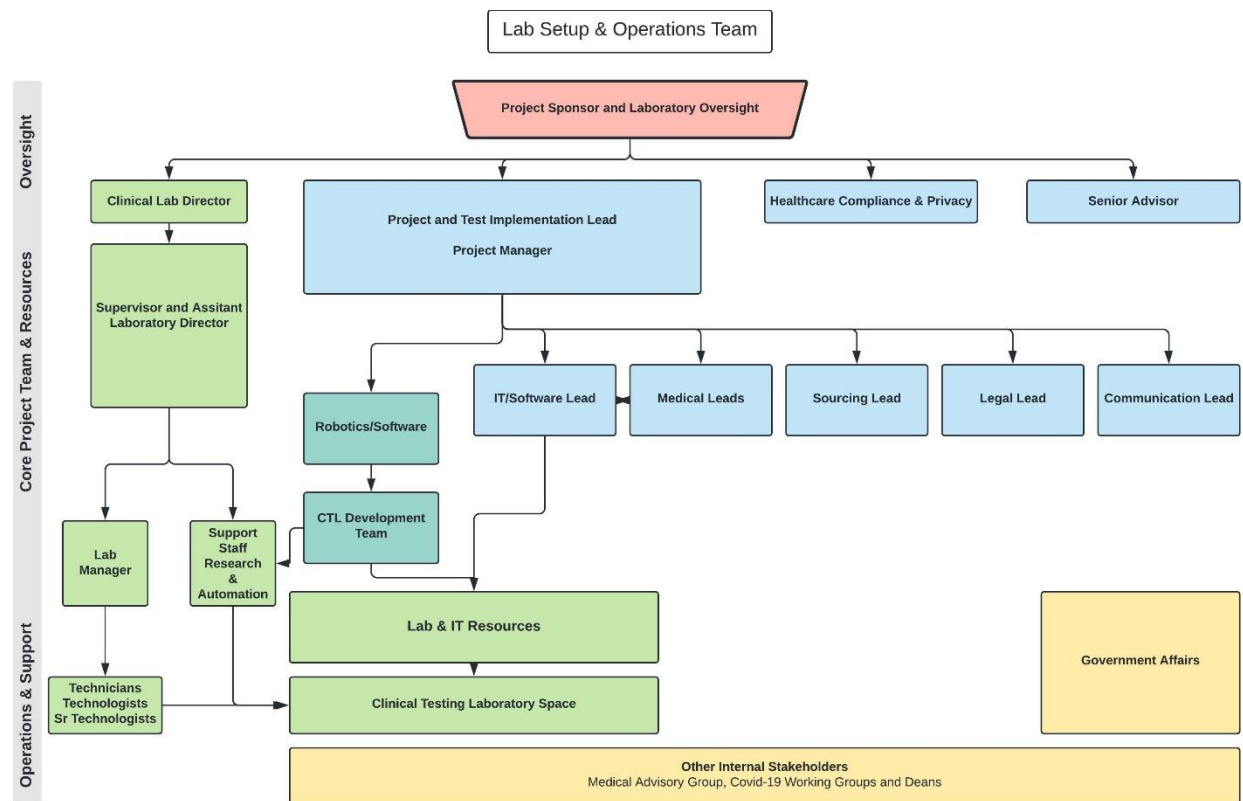 Lab Setup & Operations Team
Oversight
Project Sponsor and Laboratory Oversight
Clinical Lab Director
Project and Test Implementation Lead
Project Manager
Healthcare Compliance & Privacy
Senior Advisor
Core Project Team & Resources
Supervisor and Assitant
Laboratory Director
Robotics/Software
IT/Software Lead
Medical Leads
Sourcing Lead
Legal Lead
Communication Lead
Lab
Manager
Support
Staff
Research
&
Automation
CTL Development
Team
Operations & Support
Lab & IT Resources
Government Affairs
Technicians
Technologists
Sr Technologists
Clinical Testing Laboratory Space
Other Internal Stakeholders
Medical Advisory Group, Covid-19 Working Groups and Deans